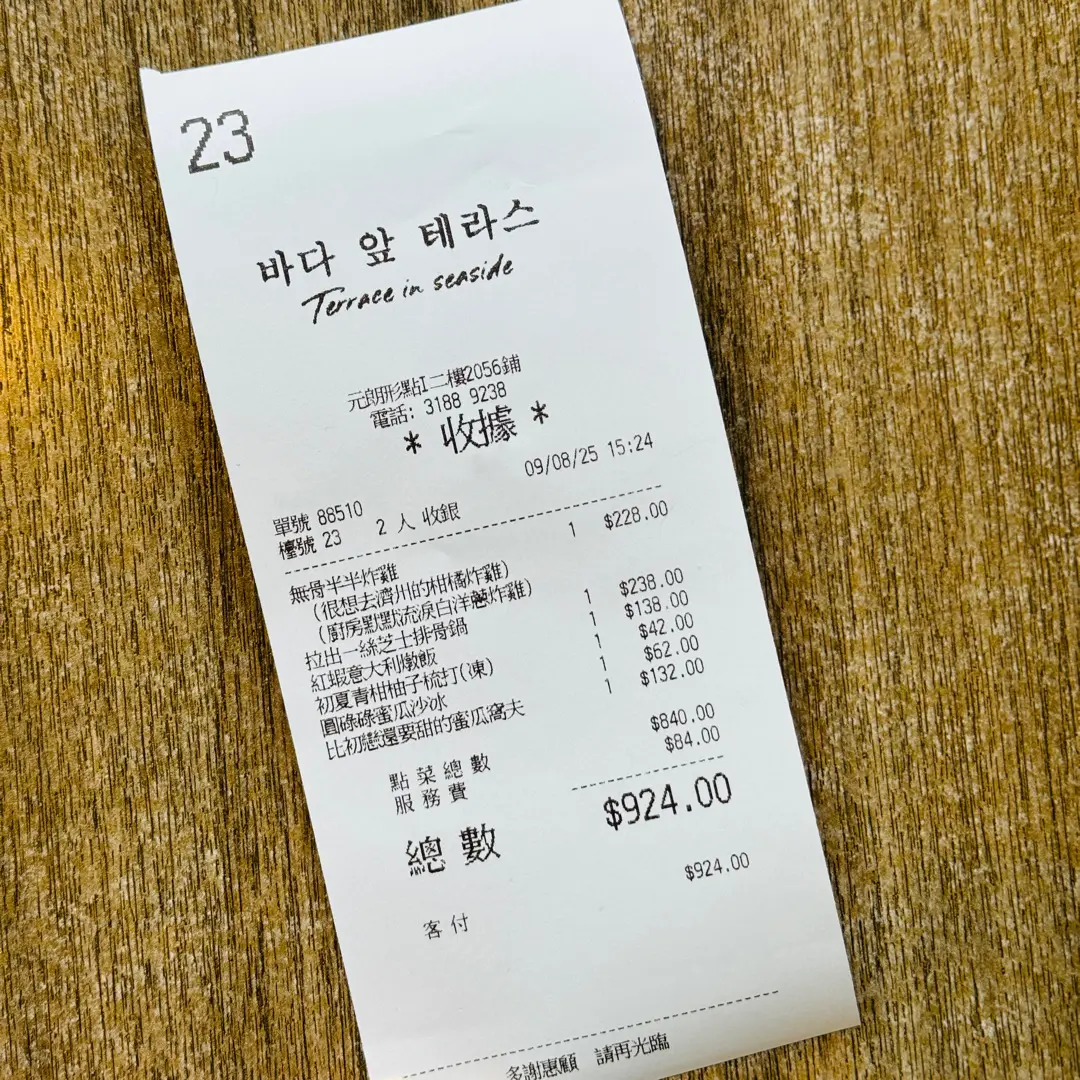 23
바다 앞 테라스
Terrace in seaside
元朗形點I二樓2056鋪
電話: 3188 9238
* 收據 *
09/08/25 15:24
單號 88510
檯號 23 2 人 收銀
無骨半半炸雞 1 $228.00
(很想去濟州的柑橘炸雞)
(廚房默默流淚白洋蔥炸雞)
拉出一絲芝士排骨鍋 1 $238.00
紅蝦意大利燉飯 1 $138.00
初夏青柑柚子梳打(凍) 1 $42.00
圓碌碌蜜瓜沙冰 1 $62.00
比初戀還要甜的蜜瓜窩夫 1 $132.00
點菜總數 $840.00
服務費 $84.00
總數 $924.00
客付 $924.00
多謝惠顧 請再光臨